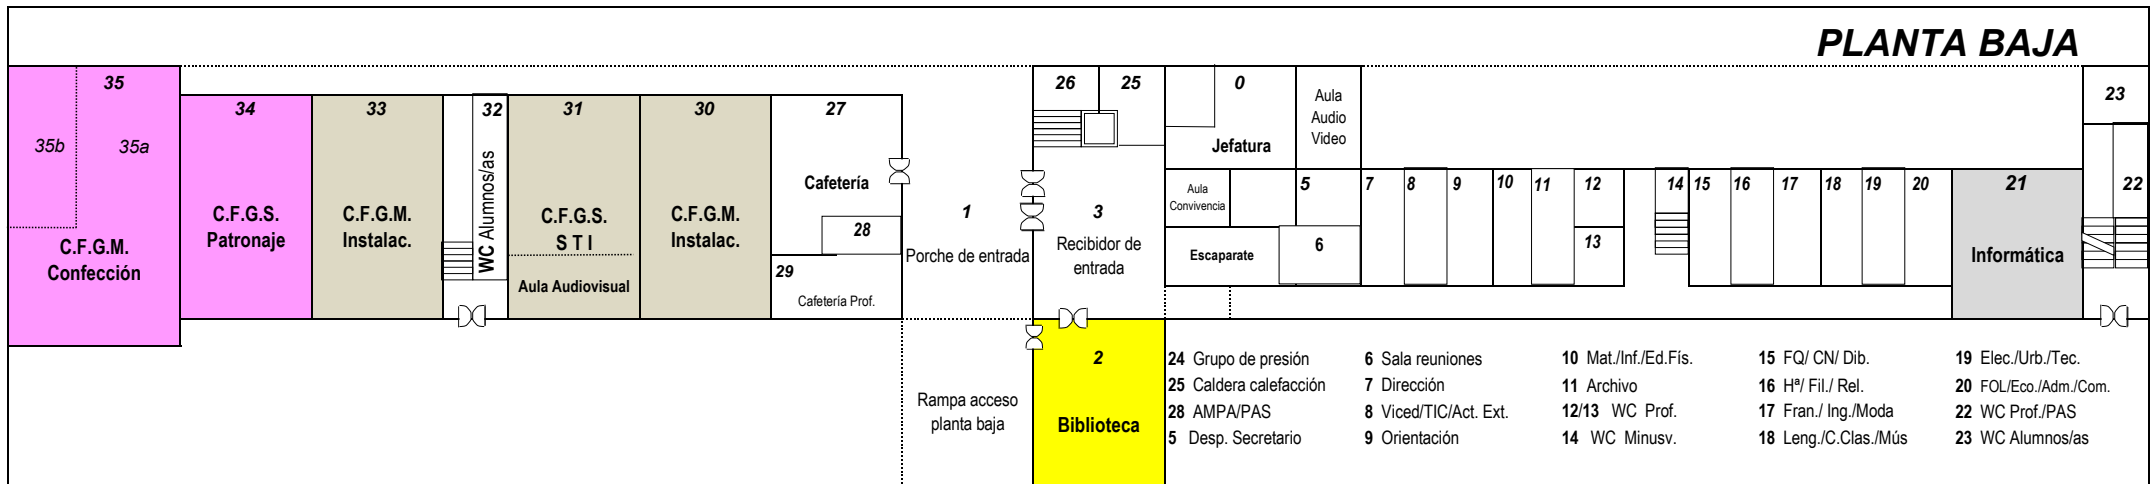 PLANTA BAJA
35
35b
35a
C.F.G.M.
Confección
34
C.F.G.S.
Patronaje
33
C.F.G.M.
Instalac.
32
WC Alumnos/as
31
C.F.G.S.
S T I
Aula Audiovisual
30
C.F.G.M.
Instalac.
27
Cafetería
28
29
Cafetería Prof.
1
Porche de entrada
Rampa acceso
planta baja
26
25
3
Recibidor de
entrada
2
Biblioteca
0
Jefatura
Aula
Audio
Video
Aula
Convivencia
Escaparate
5
6
7
8
9
10
11
12
13
14
15
16
17
18
19
20
21
Informática
23
22
24 Grupo de presión
25 Caldera calefacción
28 AMPA/PAS
5 Desp. Secretario
6 Sala reuniones
7 Dirección
8 Viced/TIC/Act. Ext.
9 Orientación
10 Mat./Inf./Ed.Fís.
11 Archivo
12/13 WC Prof.
14 WC Minusv.
15 FQ/ CN/ Dib.
16 Hª/ Fil./ Rel.
17 Fran./ Ing./Moda
18 Leng./C.Clas./Mús
19 Elec./Urb./Tec.
20 FOL/Eco./Adm./Com.
22 WC Prof./PAS
23 WC Alumnos/as